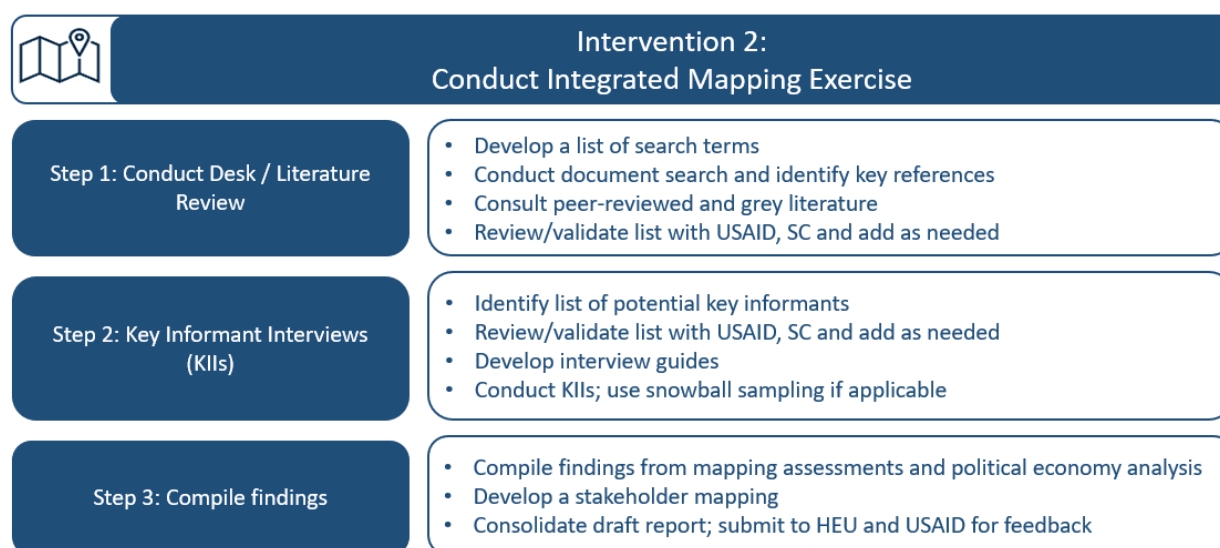 Intervention 2:
Conduct Integrated Mapping Exercise
Step 1: Conduct Desk / Literature
Review
• Develop a list of search terms
• Conduct document search and identify key references
• Consult peer-reviewed and grey literature
• Review/validate list with USAID, SC and add as needed
Step 2: Key Informant Interviews
(KIIs)
• Identify list of potential key informants
• Review/validate list with USAID, SC and add as needed
• Develop interview guides
• Conduct KIIs; use snowball sampling if applicable
Step 3: Compile findings
• Compile findings from mapping assessments and political economy analysis
• Develop a stakeholder mapping
• Consolidate draft report; submit to HEU and USAID for feedback